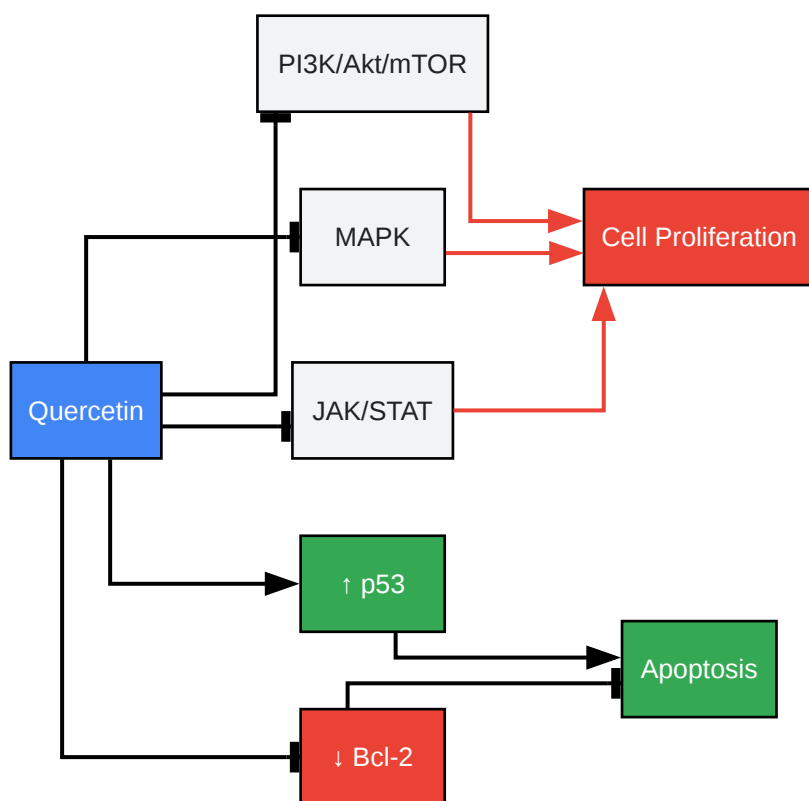 PI3K/Akt/mTOR
MAPK
Cell Proliferation
Quercetin
JAK/STAT
↑ p53
Apoptosis
↓ Bcl-2